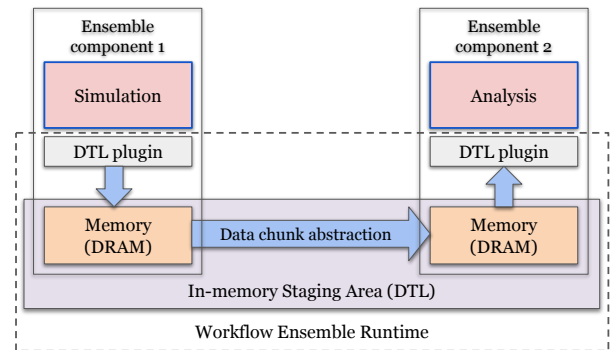 Ensemble
component 1
Simulation
DTL plugin
Memory
(DRAM)
Data chunk abstraction
Ensemble
component 2
Analysis
DTL plugin
Memory
(DRAM)
In-memory Staging Area (DTL)
Workflow Ensemble Runtime